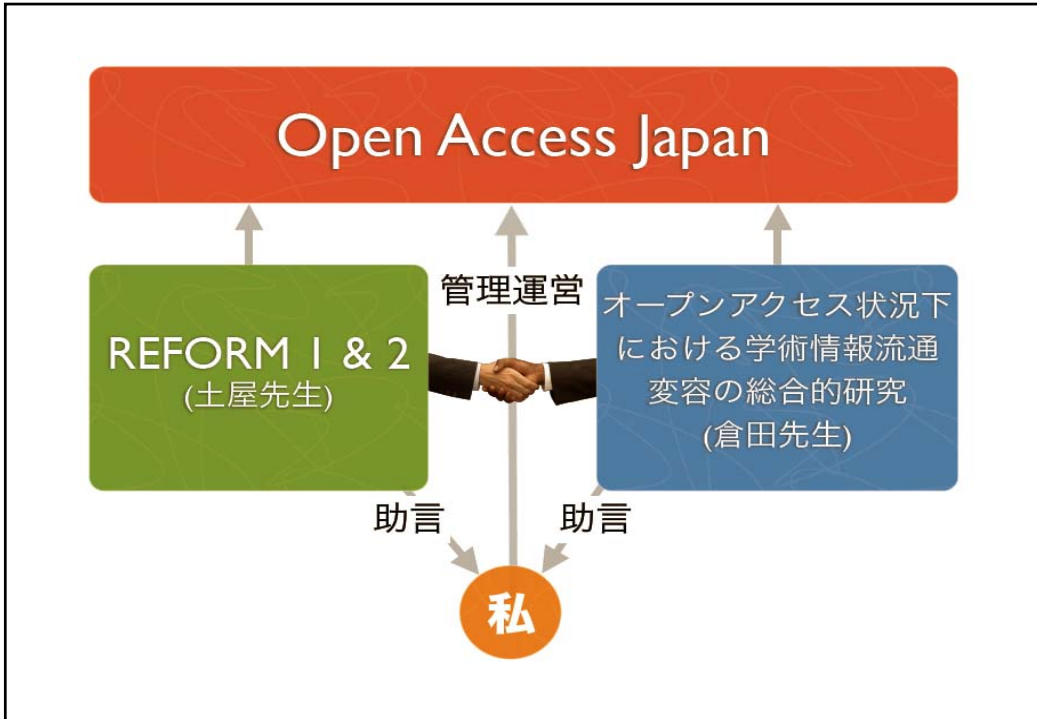 Open Access Japan
管理運営
REFORM 1 & 2
(土屋先生)
オープンアクセス状況下
における学術情報流通
変容の総合的研究
(倉田先生)
助言
助言
私